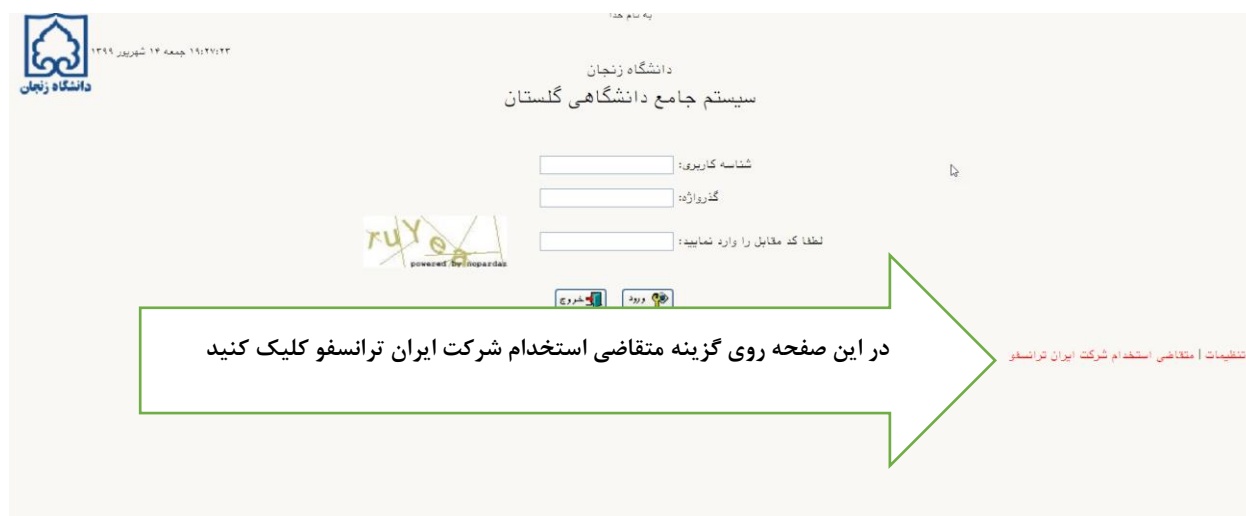 به نام خدا
۱۹:۲۷:۲۳ جمعه ۱۴ شهریور ۱۳۹۹
دانشگاه زنجان
دانشگاه زنجان
سیستم جامع دانشگاهی گلستان
شناسه کاربری:
گذرواژه:
لطفا کد مقابل را وارد نمایید:
ruYea
powered by nopardaz
ورود
خروج
در این صفحه روی گزینه متقاضی استخدام شرکت ایران ترانسفو کلیک کنید
تنظیمات | متقاضی استخدام شرکت ایران ترانسفو